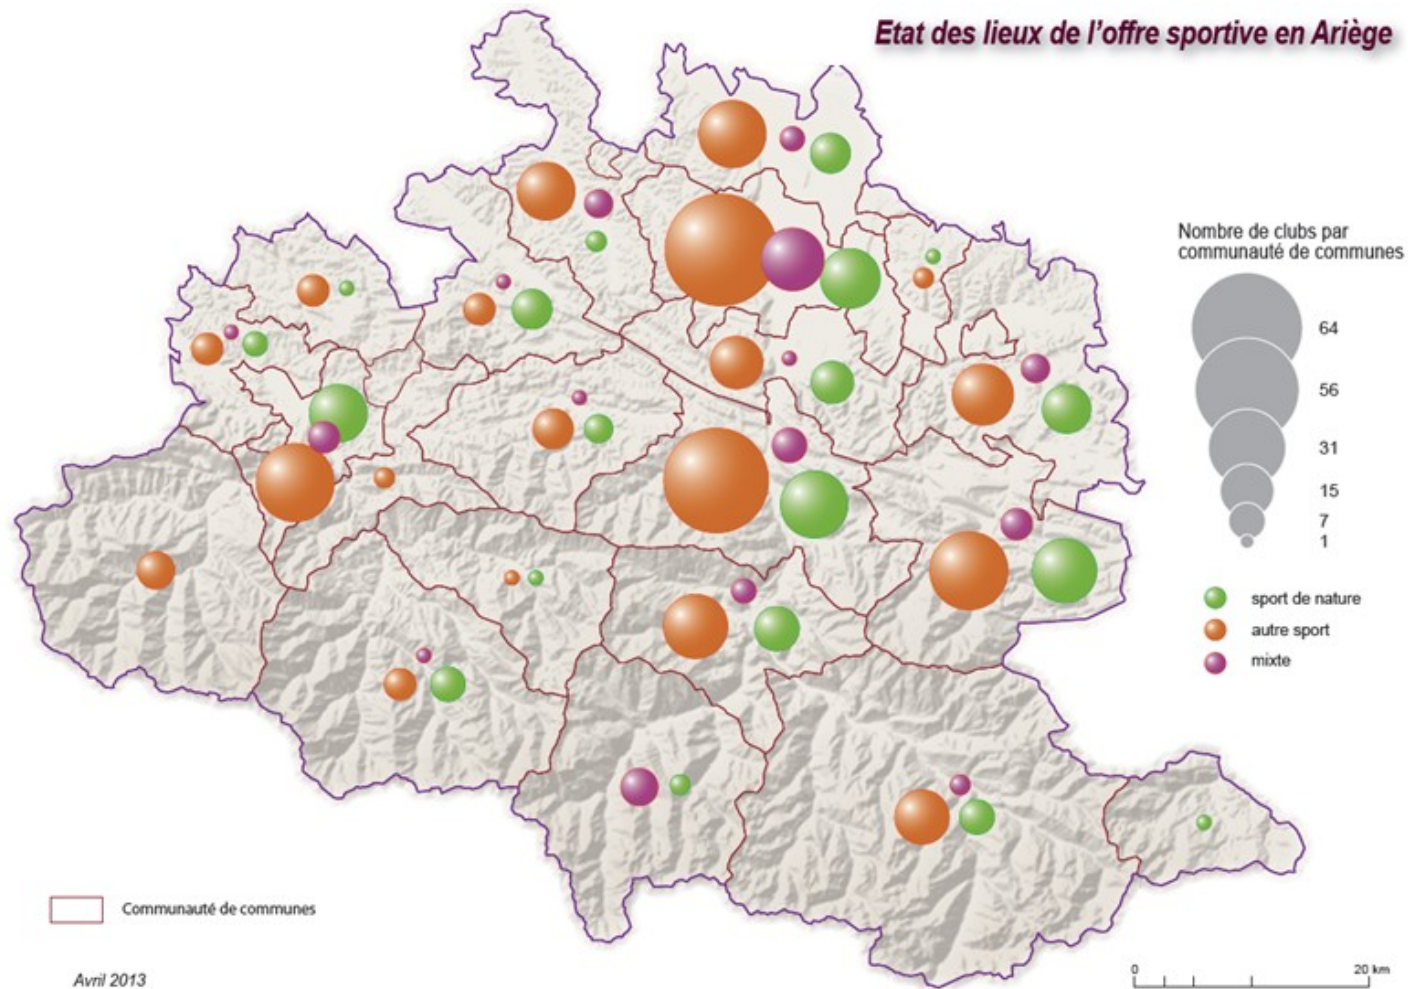 Etat des lieux de l'offre sportive en Ariège
Nombre de clubs par
communauté de communes
64
56
31
15
7
1
sport de nature
autre sport
mixte
Communauté de communes
Avril 2013
0 20 km